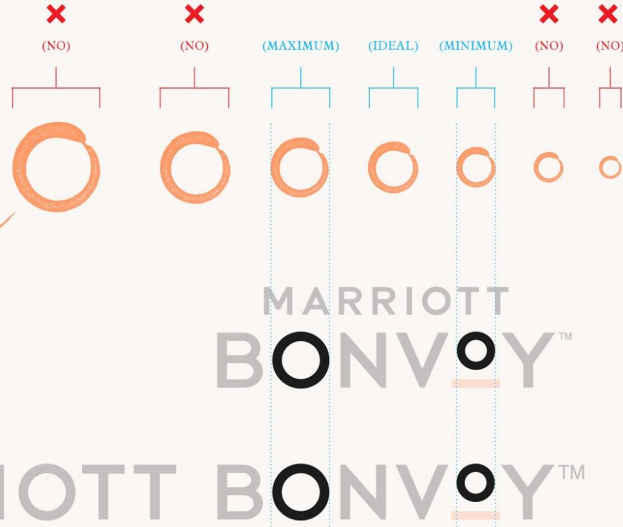 (NO) (NO) (MAXIMUM) (IDEAL) (MINIMUM) (NO) (NO)
MARRIOTT
BONVOY™
IOTT BONVOY™